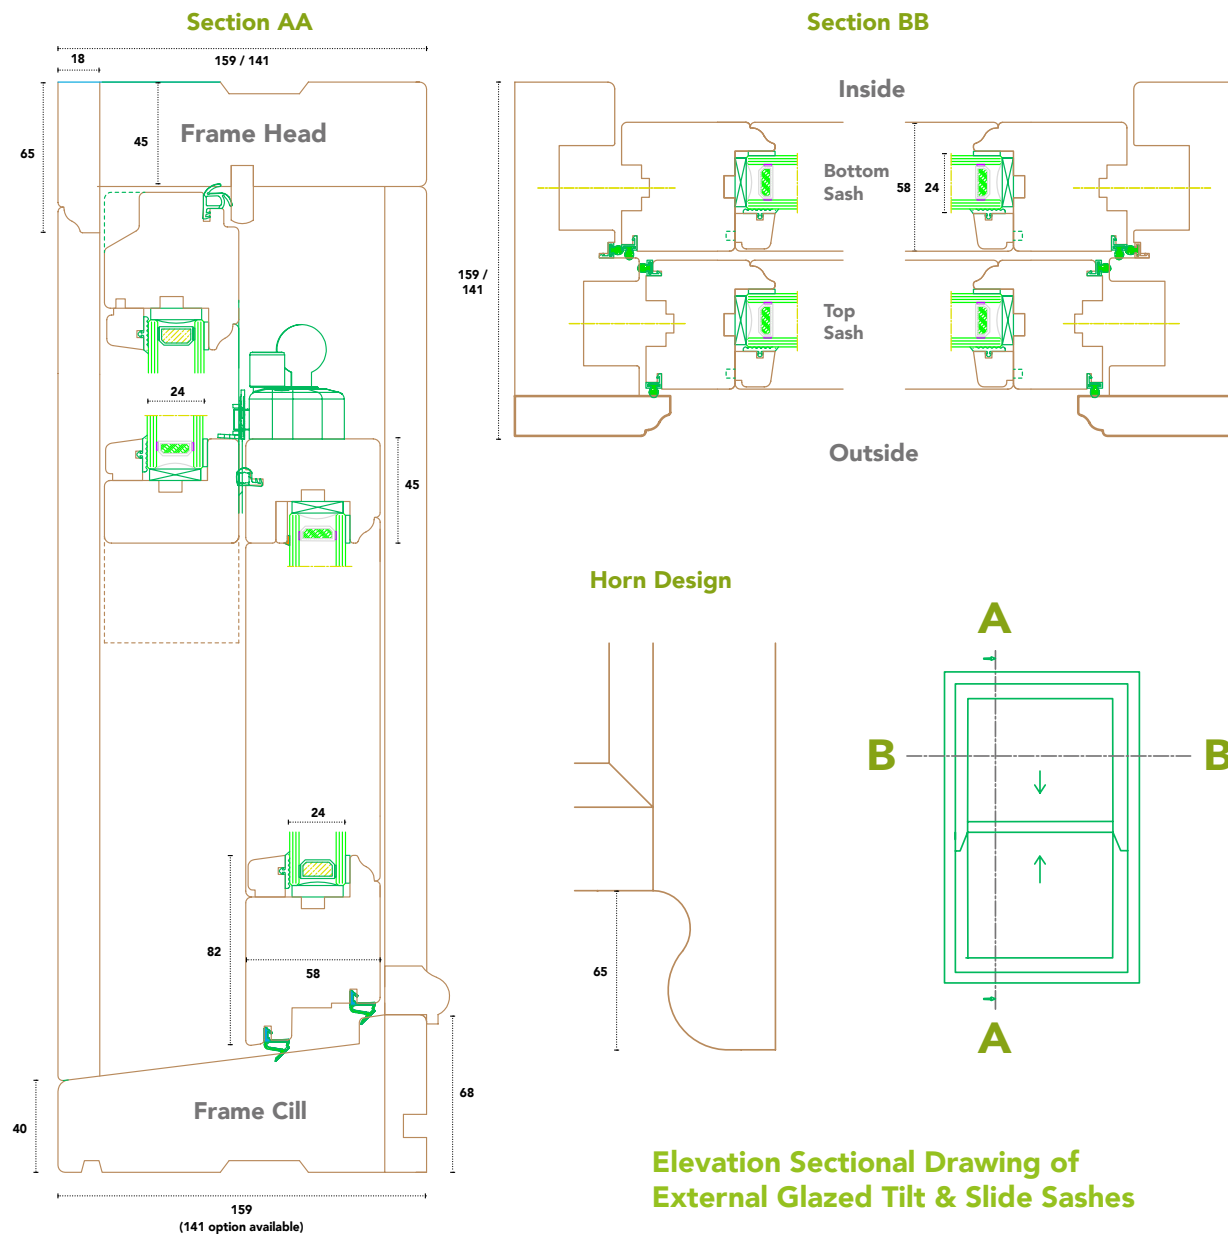 Section AA
159 / 141
18
45
65
Frame Head
24
45
24
82
58
68
40
Frame Cill
159
(141 option available)
Section BB
Inside
Bottom
Sash
58
24
159 /
141
Top
Sash
Outside
Horn Design
65
A
B
B
A
Elevation Sectional Drawing of
External Glazed Tilt & Slide Sashes